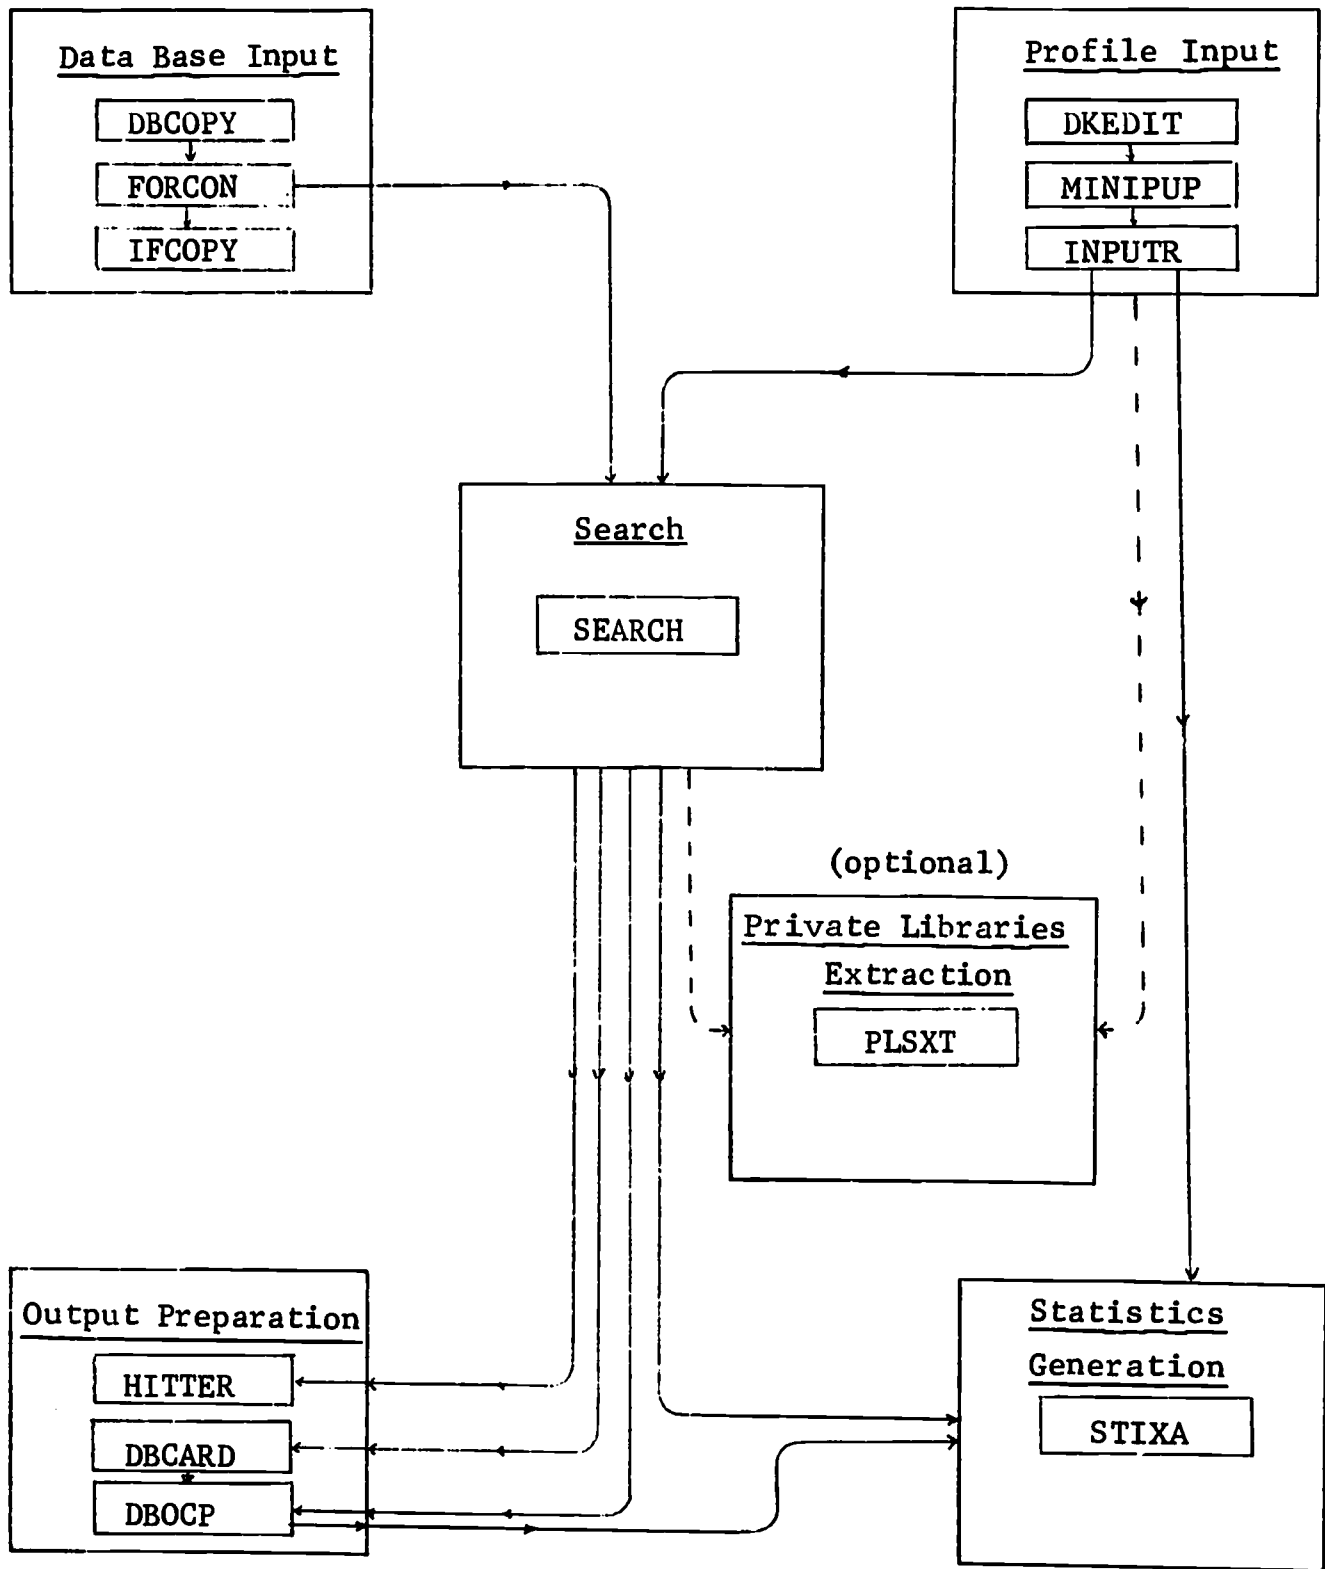 Data Base Input
DBCOPY
FORCON
IFCOPY
Profile Input
DKEDIT
MINIPUP
INPUTR
Search
SEARCH
(optional)
Private Libraries
Extraction
PLSXT
Output Preparation
HITTER
DBCARD
DBOCP
Statistics
Generation
STIXA